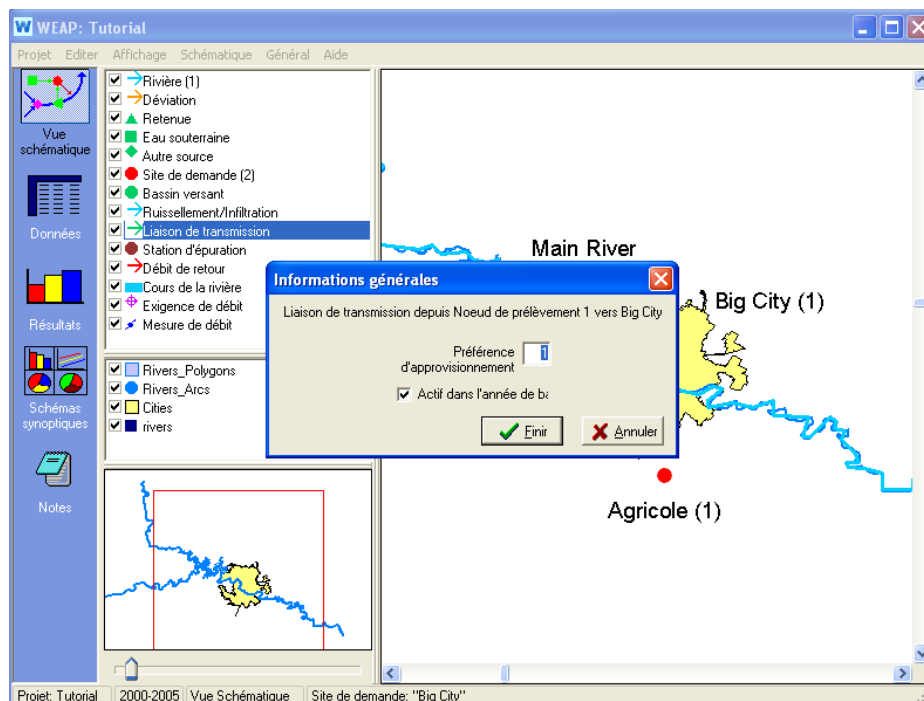 WEAP: Tutorial
Projet Editer Affichage Schématique Général Aide
Vue
schématique
Données
Résultats
Schémas
synoptiques
Notes
Rivière (1)
Déviation
Retenue
Eau souterraine
Autre source
Site de demande (2)
Bassin versant
Ruissellement/Infiltration
Liaison de transmission
Station d'épuration
Débit de retour
Cours de la rivière
Exigence de débit
Mesure de débit
Rivers_Polygons
Rivers_Arcs
Cities
rivers
Main River
Big City (1)
Agricole (1)
Informations générales
Liaison de transmission depuis Noeud de prélèvement 1 vers Big City
Préférence
d'approvisionnement
1
Actif dans l'année de ba
Finir
Annuler
Projet: Tutorial 2000-2005 Vue Schématique Site de demande: "Big City"